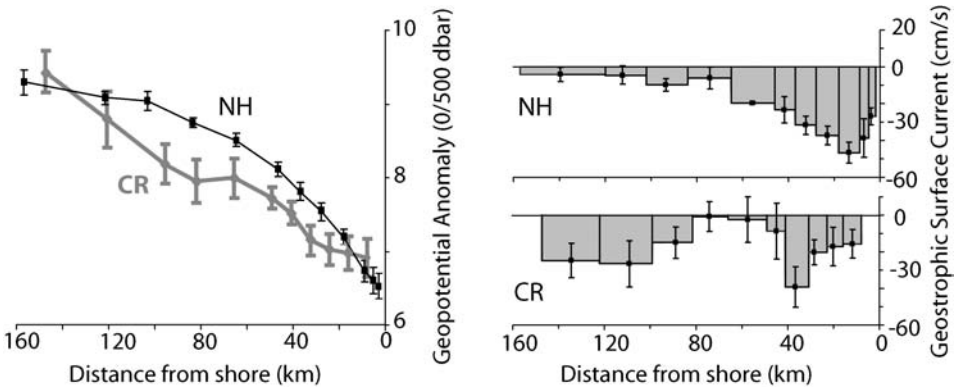 10
8
6
NH
CR
Geopotential Anomaly (0/500 dbar)
160 120 80 40 0
Distance from shore (km)
20
0
-30
-60
NH
0
-30
-60
CR
Geostrophic Surface Current (cm/s)
160 120 80 40 0
Distance from shore (km)